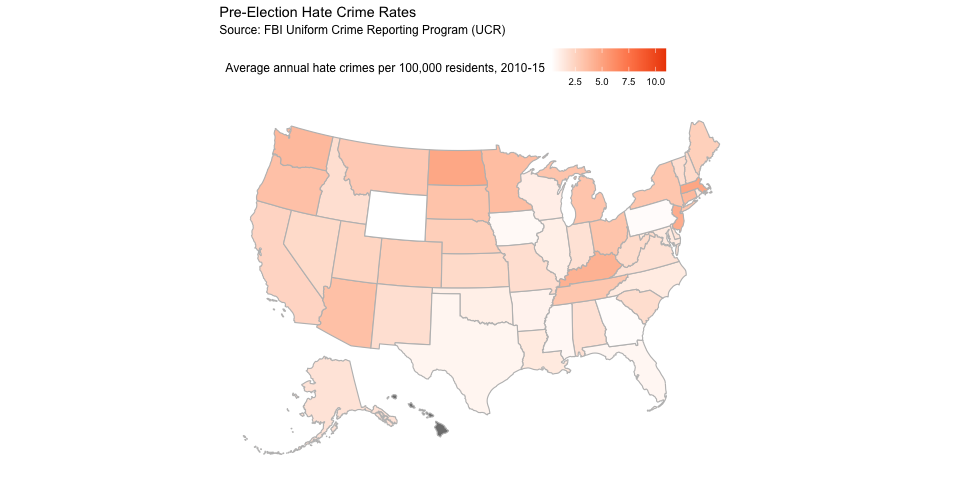 Pre-Election Hate Crime Rates
Source: FBI Uniform Crime Reporting Program (UCR)
Average annual hate crimes per 100,000 residents, 2010-15
2.5 5.0 7.5 10.0